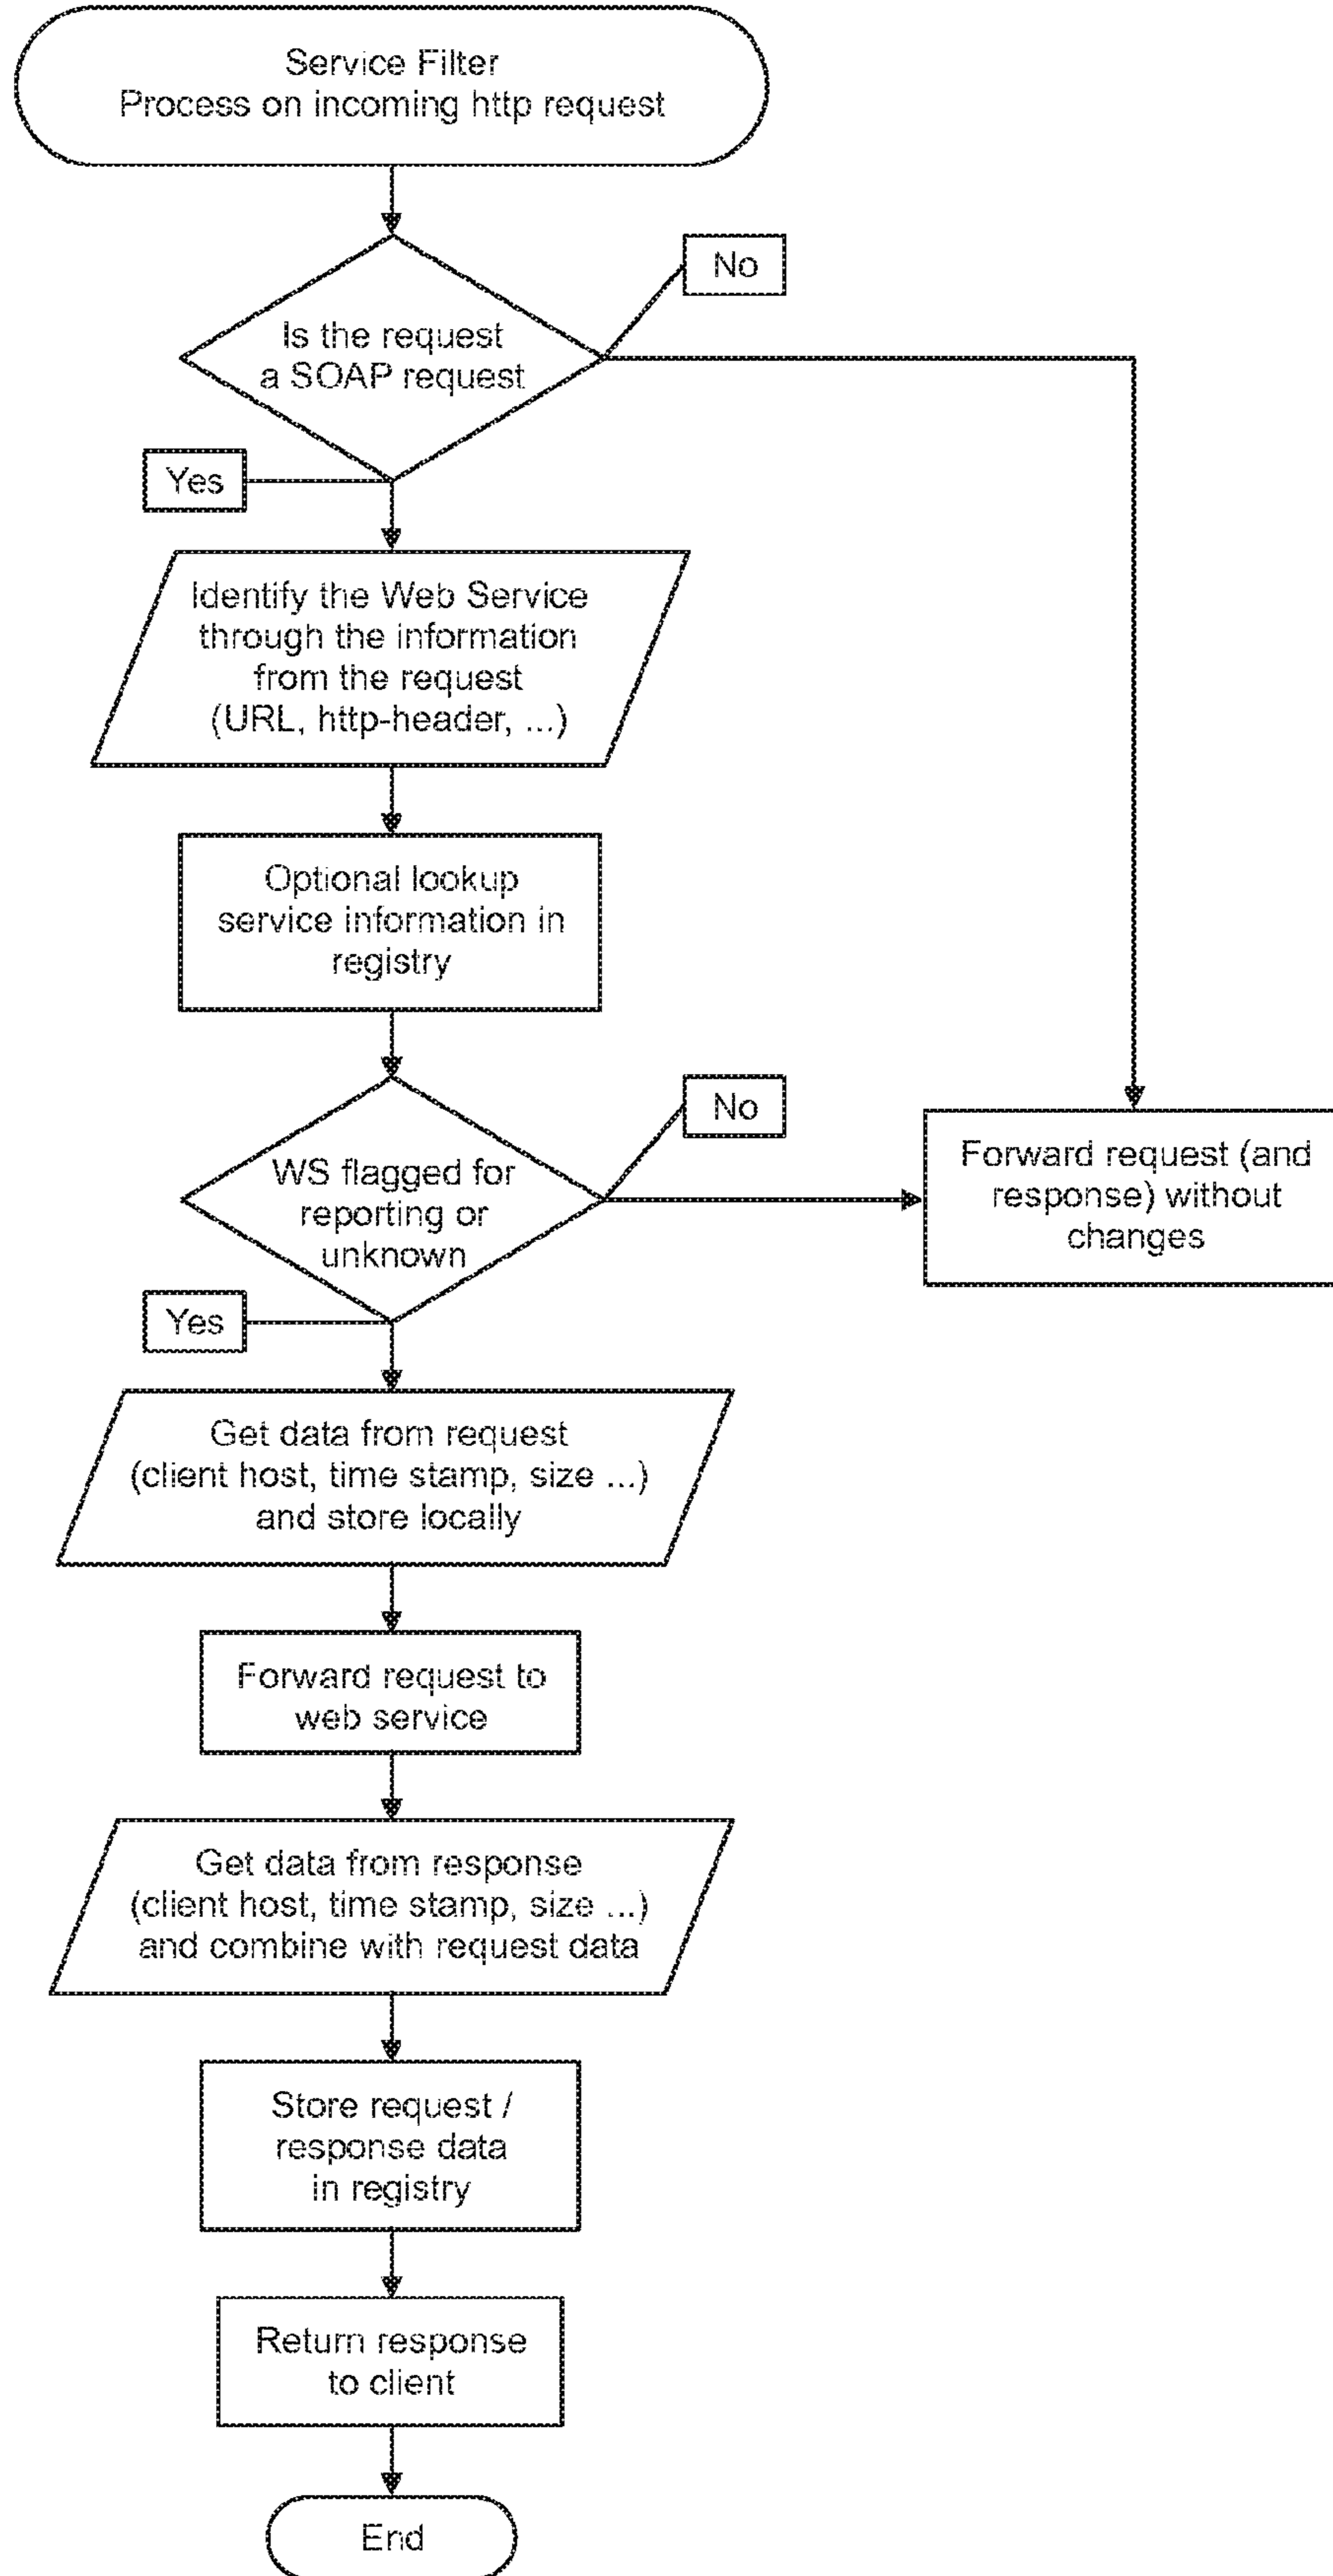 Service Filter
Process on incoming http request
No
Is the request
a SOAP request
Yes
Identify the Web Service
through the information
from the request
(URL, http-header, ...)
Optional lookup
service information in
registry
No
WS flagged for
reporting or
unknown
Forward request (and
response) without
changes
Yes
Get data from request
(client host, time stamp, size ...)
and store locally
Forward request to
web service
Get data from response
(client host, time stamp, size ...)
and combine with request data
Store request /
response data
in registry
Return response
to client
End